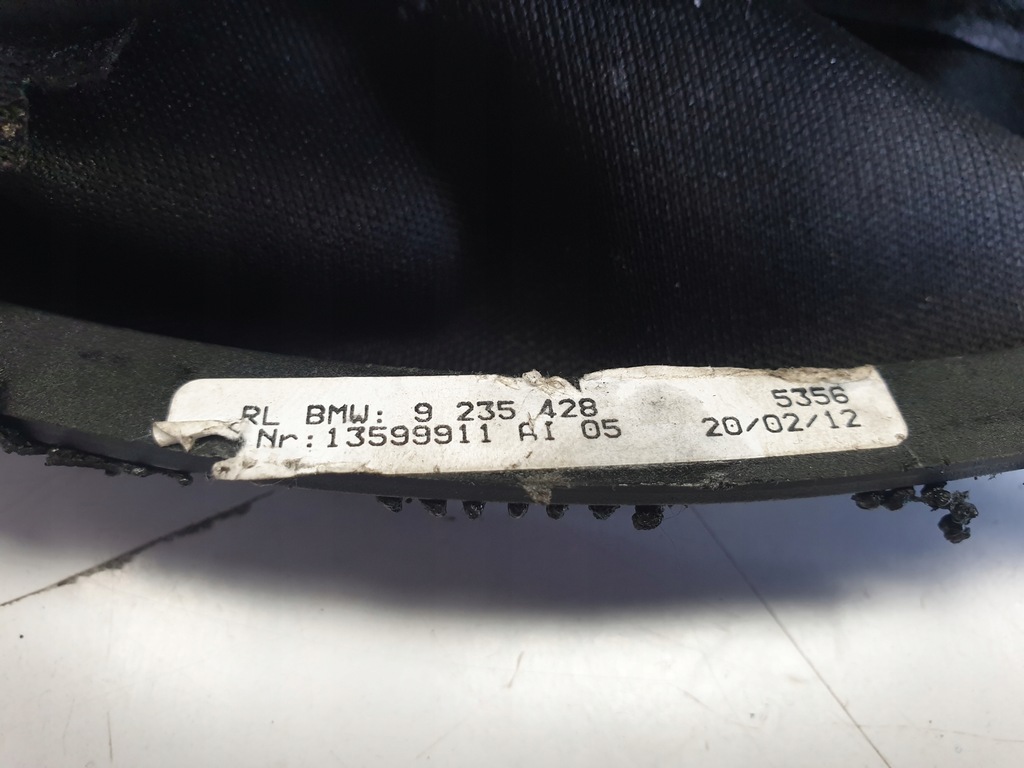 RL BMW: 9 235 428 5356
Nr:13599911 AI 05 20/02/12